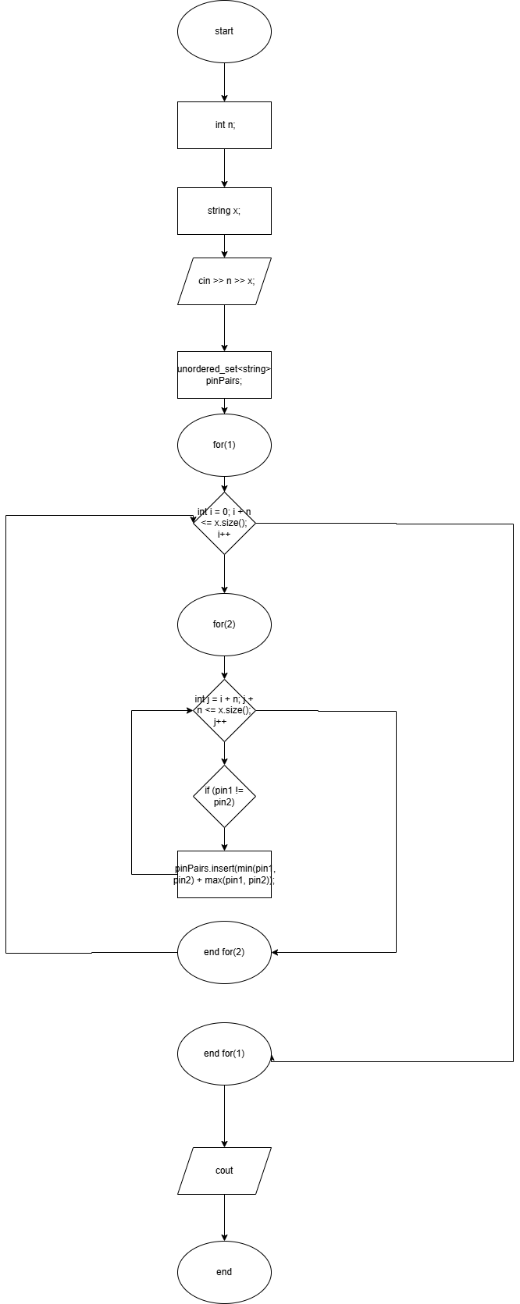 start
int n;
string x;
cin >> n >> x;
unordered_set<string>
pinPairs;
for(1)
int i = 0; i + n
<= x.size();
i++
for(2)
int j = i + n; j +
n <= x.size();
j++
if (pin1 !=
pin2)
pinPairs.insert(min(pin1,
pin2) + max(pin1, pin2));
end for(2)
end for(1)
cout
end